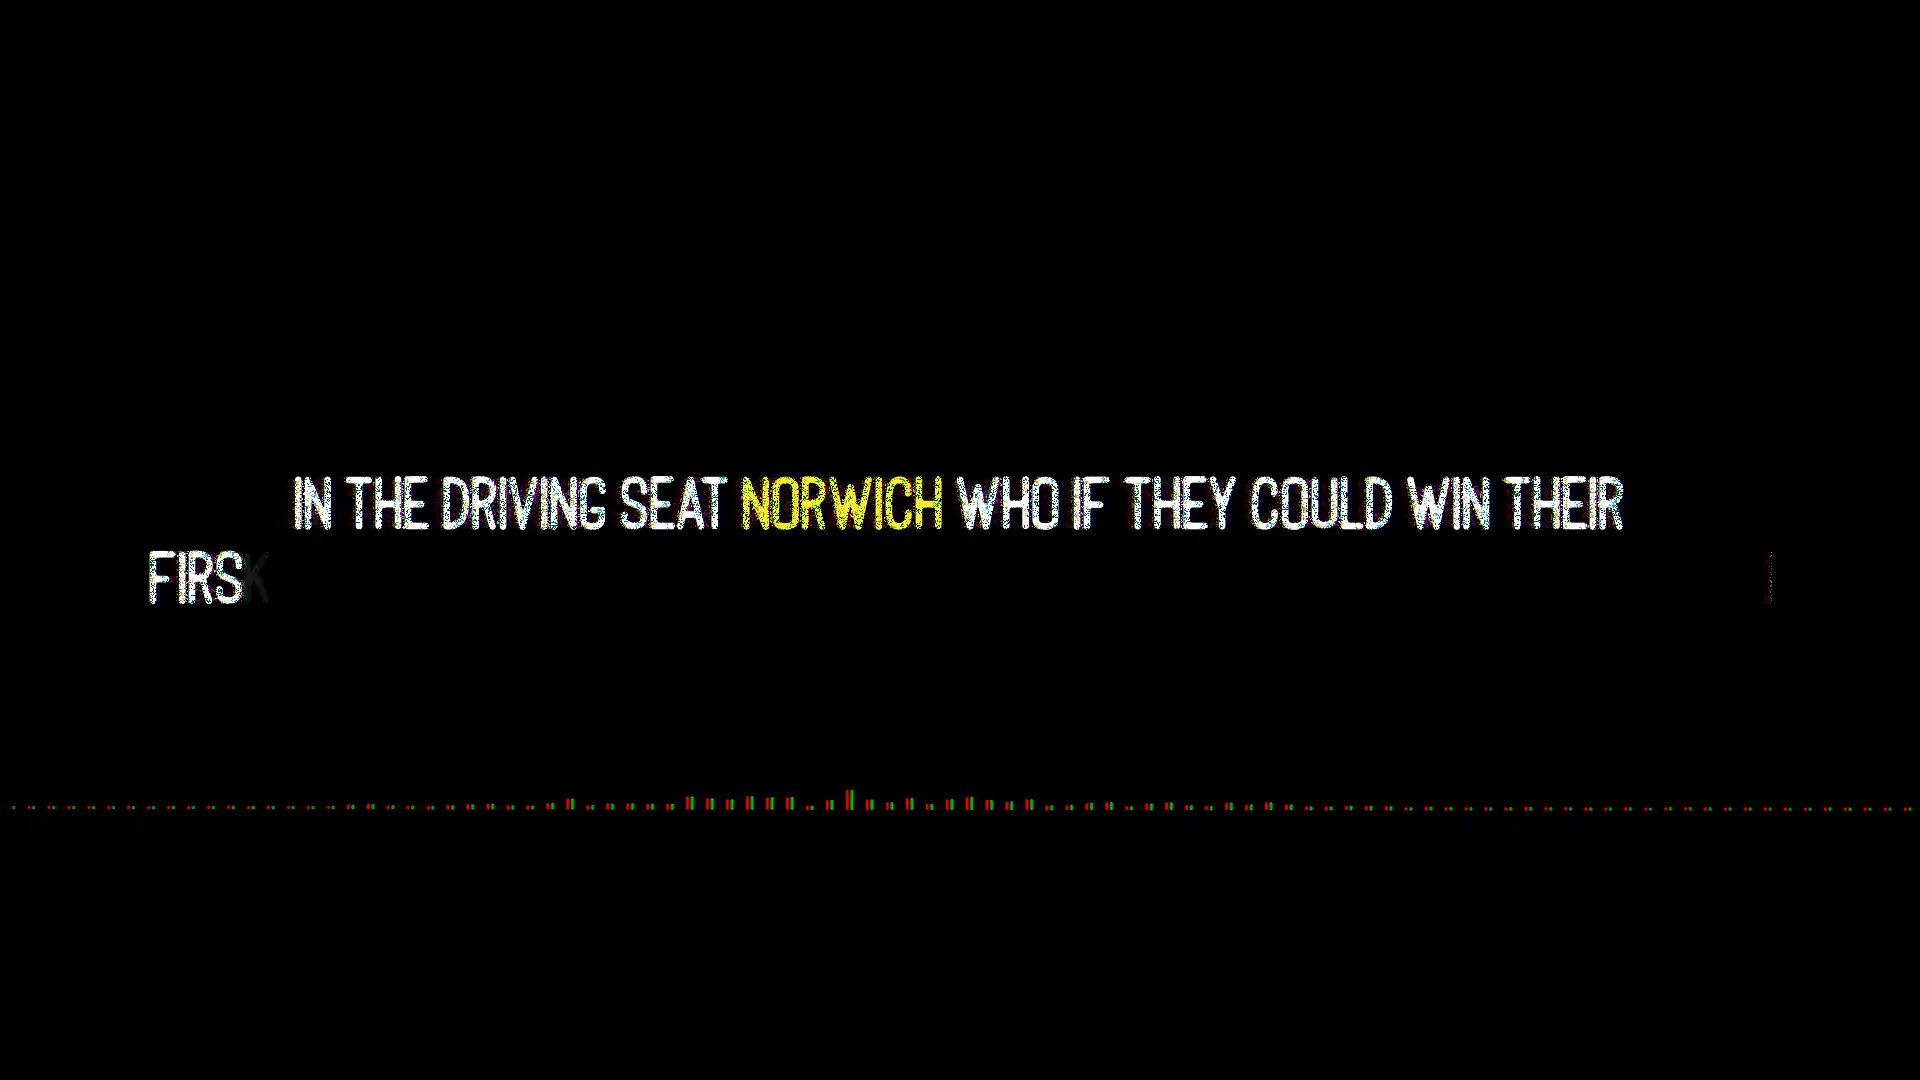 IN THE DRIVING SEAT NORWICH WHO IF THEY COULD WIN THEIR
FIRS